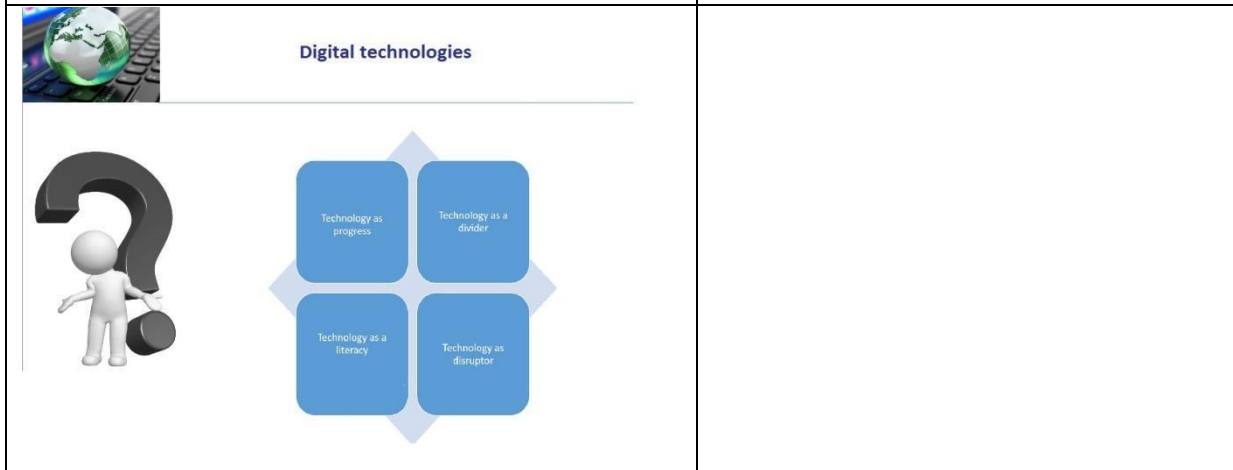 Digital technologies
Technology as
progress
Technology as a
divider
Technology as a
literacy
Technology as
disruptor